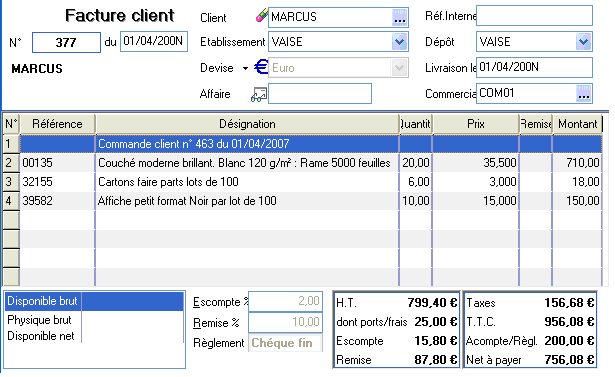 Facture client
Client MARCUS ...
Réf.Interne
N° 377 du 01/04/200N
Etablissement VAISE
Dépôt VAISE
MARCUS
Devise € Euro
Livraison le 01/04/200N
Affaire
Commercia COM01 ...
N° Référence Désignation Quantit Prix Remise Montant
1 Commande client n° 463 du 01/04/2007
2 00135 Couché moderne brillant. Blanc 120 g/m² : Rame 5000 feuilles 20,00 35,500 710,00
3 32155 Cartons faire parts lots de 100 6,00 3,000 18,00
4 39582 Affiche petit format Noir par lot de 100 10,00 15,000 150,00
Disponible brut
Physique brut
Disponible net
Escompte % 2,00
Remise % 10,00
Règlement Chéque fin
H.T. 799,40 €
dont ports/frais 25,00 €
Escompte 15,80 €
Remise 87,80 €
Taxes 156,68 €
T.T.C. 956,08 €
Acompte/Règl. 200,00 €
Net à payer 756,08 €